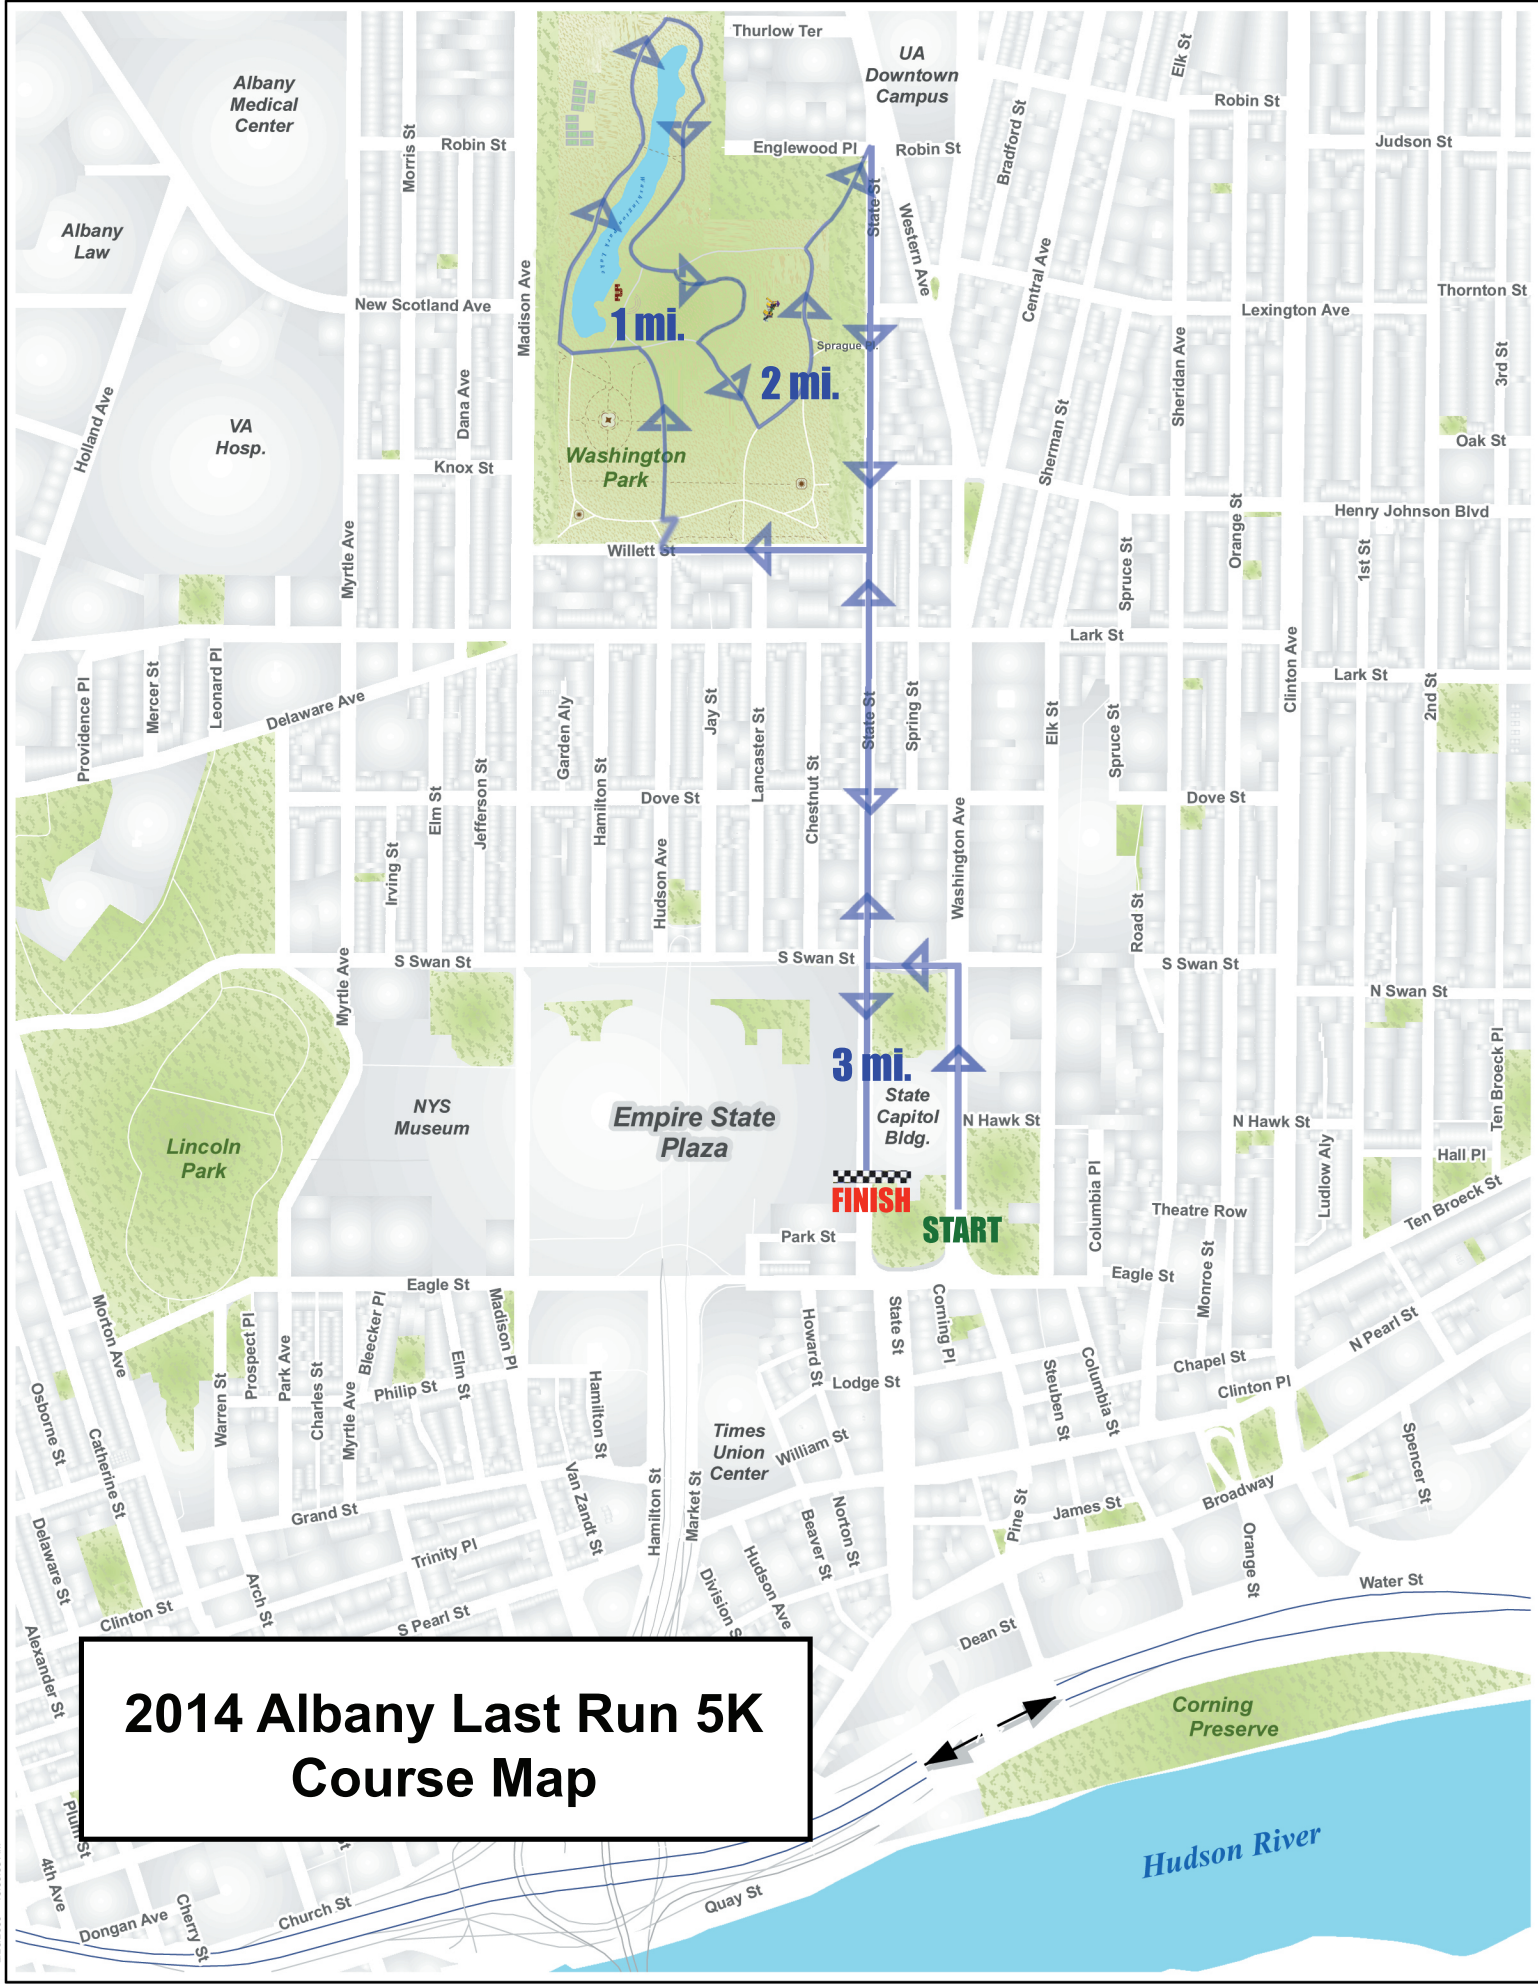 Thurlow Ter
UA
Downtown
Campus
Elk St
Robin St
Albany
Medical
Center
Morris St
Robin St
Englewood Pl
Robin St
Bradford St
Judson St
Albany
Law
Washington Park Lake
State St
Western Ave
Central Ave
Madison Ave
New Scotland Ave
1 mi.
Lexington Ave
Thornton St
Sprague Pl.
Holland Ave
Dana Ave
2 mi.
Sheridan Ave
3rd St
VA
Hosp.
Sherman St
Oak St
Knox St
Washington
Park
Henry Johnson Blvd
Myrtle Ave
Willett St
Spruce St
Orange St
1st St
Lark St
Clinton Ave
Lark St
Providence Pl
Mercer St
Leonard Pl
Delaware Ave
Garden Aly
Jay St
Lancaster St
State St
Spring St
Elk St
Spruce St
2nd St
Elm St
Jefferson St
Hamilton St
Dove St
Chestnut St
Dove St
Irving St
Hudson Ave
Washington Ave
Road St
S Swan St
S Swan St
S Swan St
Myrtle Ave
N Swan St
3 mi.
NYS
Museum
Empire State
Plaza
State
Capitol
Bldg.
N Hawk St
N Hawk St
Ten Broeck Pl
Lincoln
Park
Hall Pl
Columbia Pl
Ludlow Aly
FINISH
START
Theatre Row
Ten Broeck St
Park St
Eagle St
Eagle St
Monroe St
Morton Ave
Prospect Pl
Park Ave
Bleecker Pl
Madison Pl
Howard St
State St
Corning Pl
N Pearl St
Osborne St
Warren St
Charles St
Myrtle Ave
Philip St
Elm St
Hamilton St
Lodge St
Steuben St
Columbia St
Chapel St
Clinton Pl
Catherine St
Times
Union
Center
William St
Spencer St
Grand St
Van Zandt St
Hamilton St
Market St
Norton St
Beaver St
Pine St
James St
Broadway
Delaware St
Trinity Pl
Hudson Ave
Orange St
Arch St
Division S
Water St
Clinton St
S Pearl St
Dean St
Alexander St
2014 Albany Last Run 5K
Course Map
Corning
Preserve
Plum St
Hudson River
4th Ave
Dongan Ave
Cherry St
Church St
Quay St